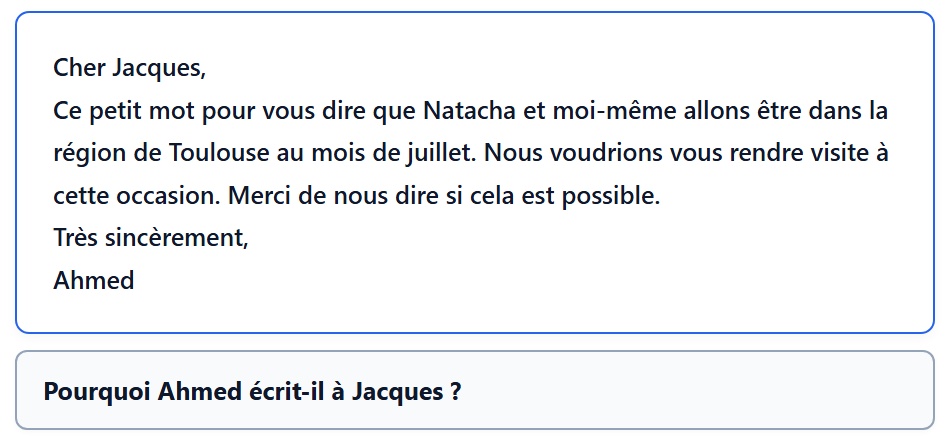 Cher Jacques,
Ce petit mot pour vous dire que Natacha et moi-même allons être dans la
région de Toulouse au mois de juillet. Nous voudrions vous rendre visite à
cette occasion. Merci de nous dire si cela est possible.
Très sincèrement,
Ahmed
Pourquoi Ahmed écrit-il à Jacques ?